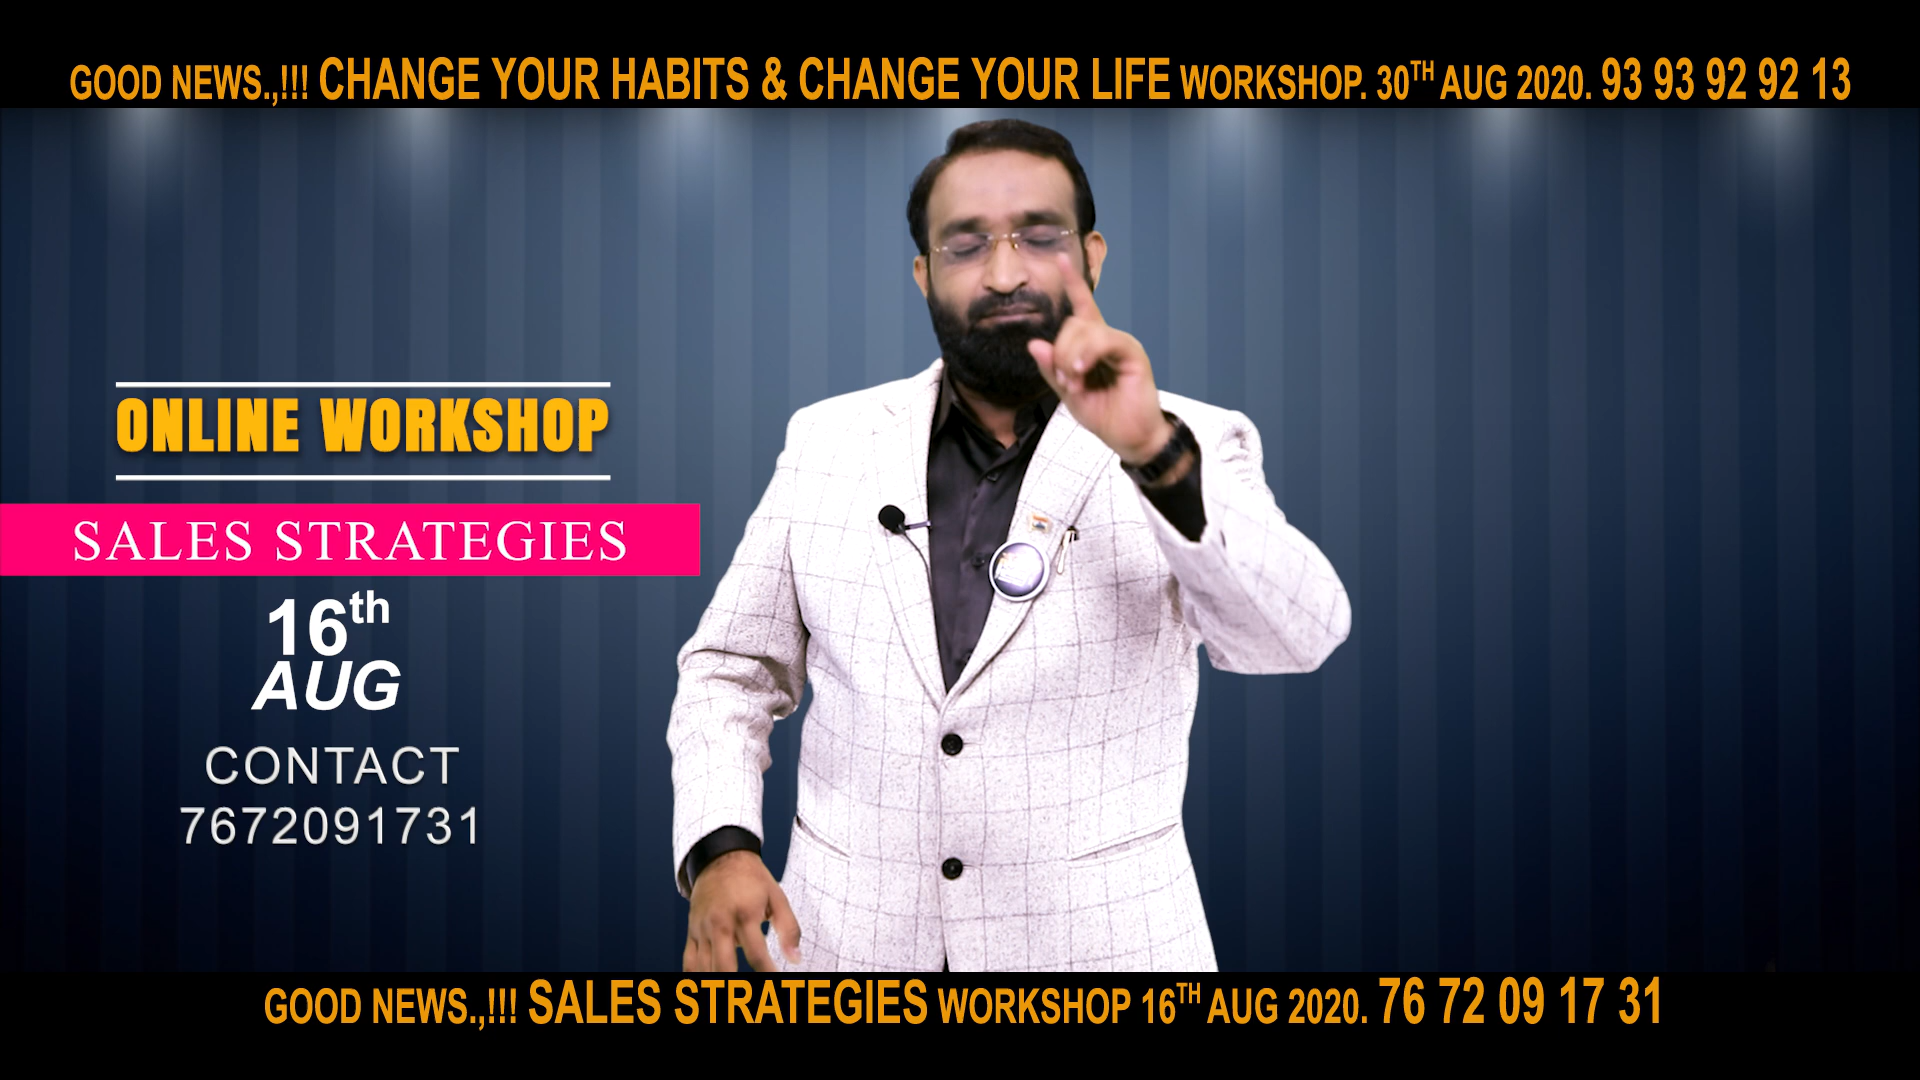 GOOD NEWS.,!!! CHANGE YOUR HABITS & CHANGE YOUR LIFE WORKSHOP. 30TH AUG 2020. 93 93 92 92 13
ONLINE WORKSHOP
SALES STRATEGIES
16th
AUG
CONTACT
7672091731
GOOD NEWS.,!!! SALES STRATEGIES WORKSHOP 16TH AUG 2020. 76 72 09 17 31